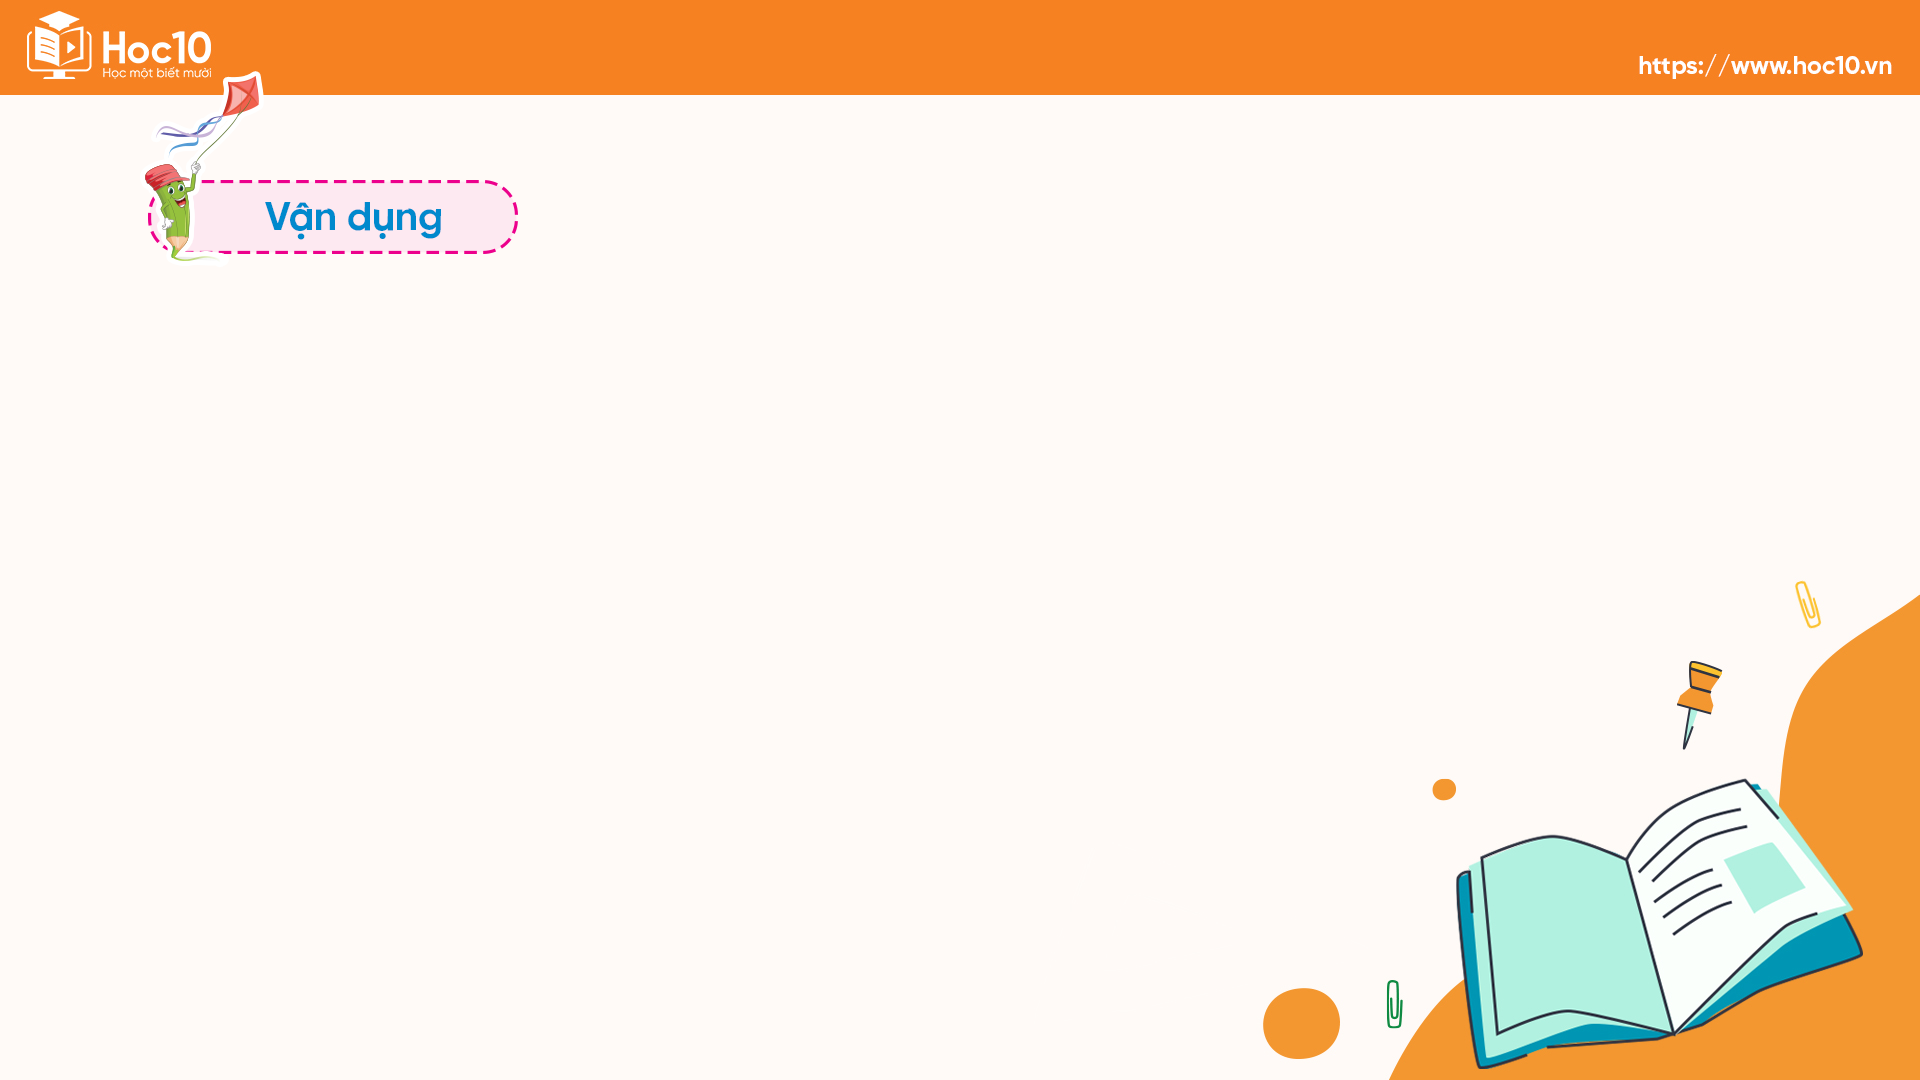 Hoc10
Học một biết mười
https://www.hoc10.vn
Vận dụng